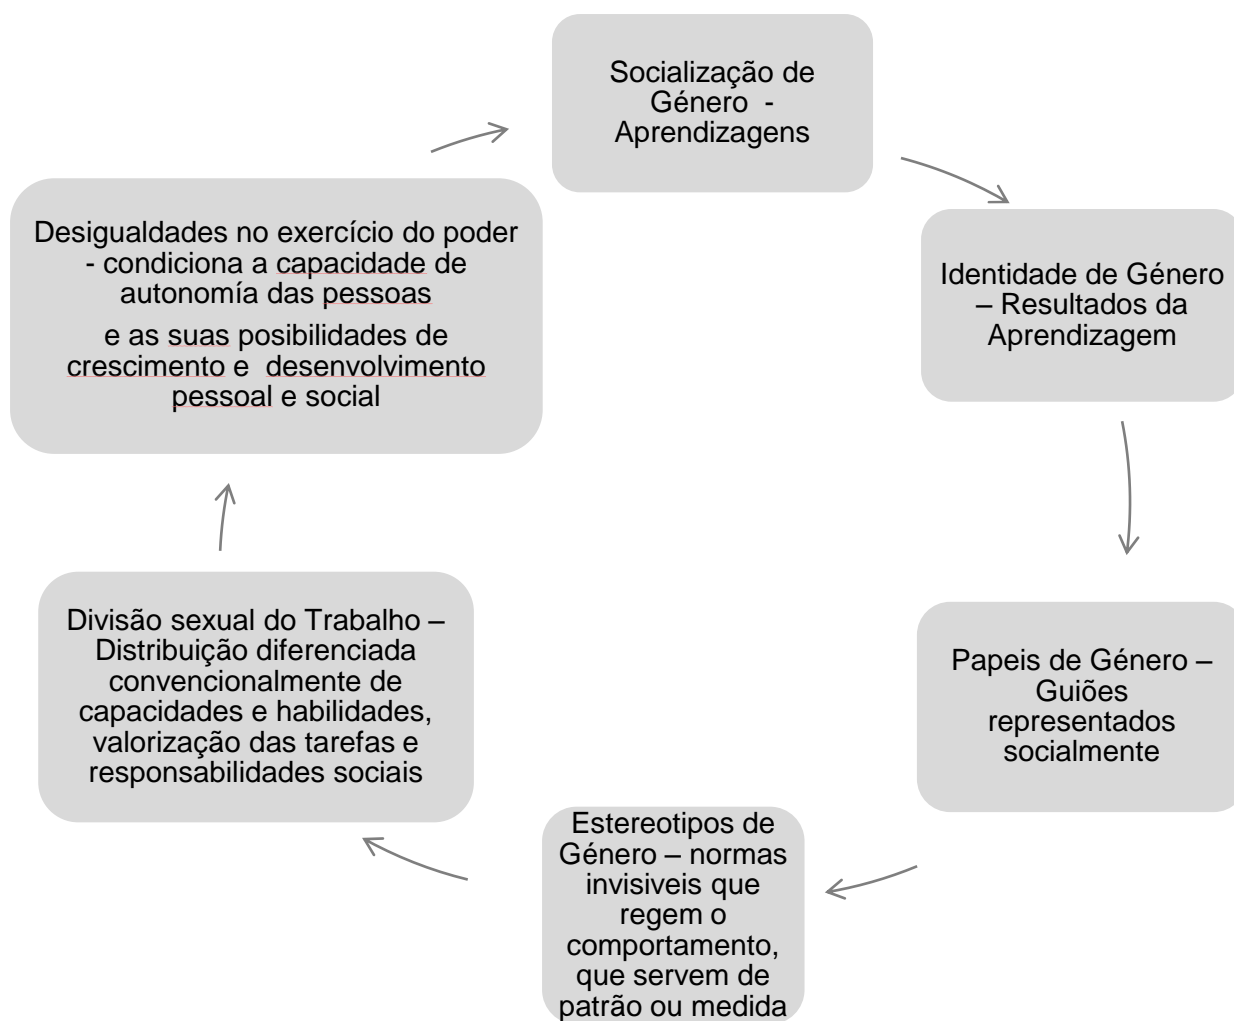 Socialização de
Género  -
Aprendizagens
Identidade de Género
– Resultados da
Aprendizagem
Papeis de Género –
Guiões
representados
socialmente
Estereotipos de
Género – normas
invisiveis que
regem o
comportamento,
que servem de
patrão ou medida
Divisão sexual do Trabalho –
Distribuição diferenciada
convencionalmente de
capacidades e habilidades,
valorização das tarefas e
responsabilidades sociais
Desigualdades no exercício do poder
- condiciona a capacidade de
autonomía das pessoas
e as suas posibilidades de
crescimento e  desenvolvimento
pessoal e social